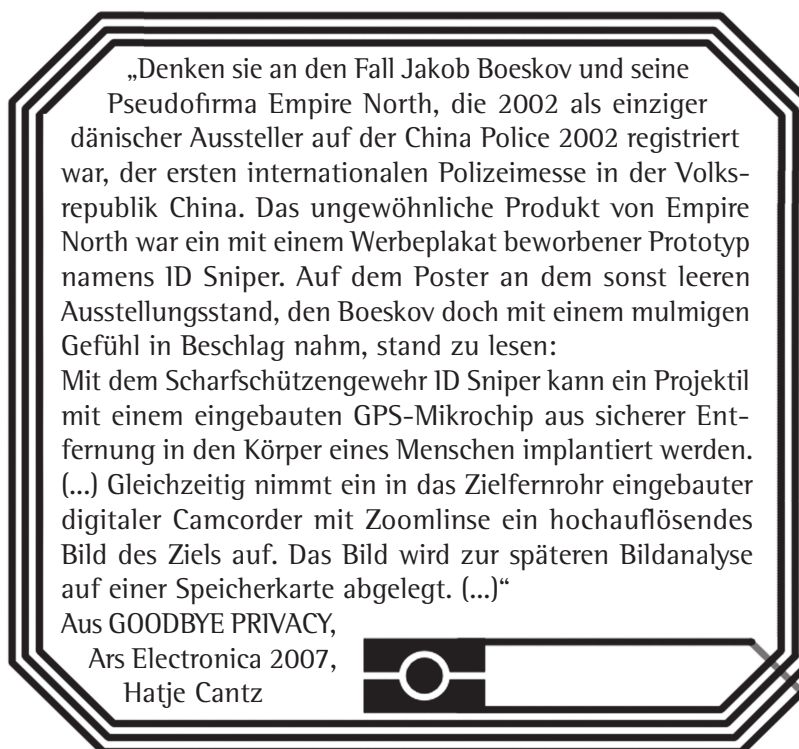 „Denken sie an den Fall Jakob Boeskov und seine
Pseudofirma Empire North, die 2002 als einziger
dänischer Aussteller auf der China Police 2002 registriert
war, der ersten internationalen Polizeimesse in der Volks-
republik China. Das ungewöhnliche Produkt von Empire
North war ein mit einem Werbeplakat beworbener Prototyp
namens ID Sniper. Auf dem Poster an dem sonst leeren
Ausstellungsstand, den Boeskov doch mit einem mulmigen
Gefühl in Beschlag nahm, stand zu lesen:
Mit dem Scharfschützengewehr ID Sniper kann ein Projektil
mit einem eingebauten GPS-Mikrochip aus sicherer Ent-
fernung in den Körper eines Menschen implantiert werden.
(...) Gleichzeitig nimmt ein in das Zielfernrohr eingebauter
digitaler Camcorder mit Zoomlinse ein hochauflösendes
Bild des Ziels auf. Das Bild wird zur späteren Bildanalyse
auf einer Speicherkarte abgelegt. (...)“
Aus GOODBYE PRIVACY,
Ars Electronica 2007,
Hatje Cantz